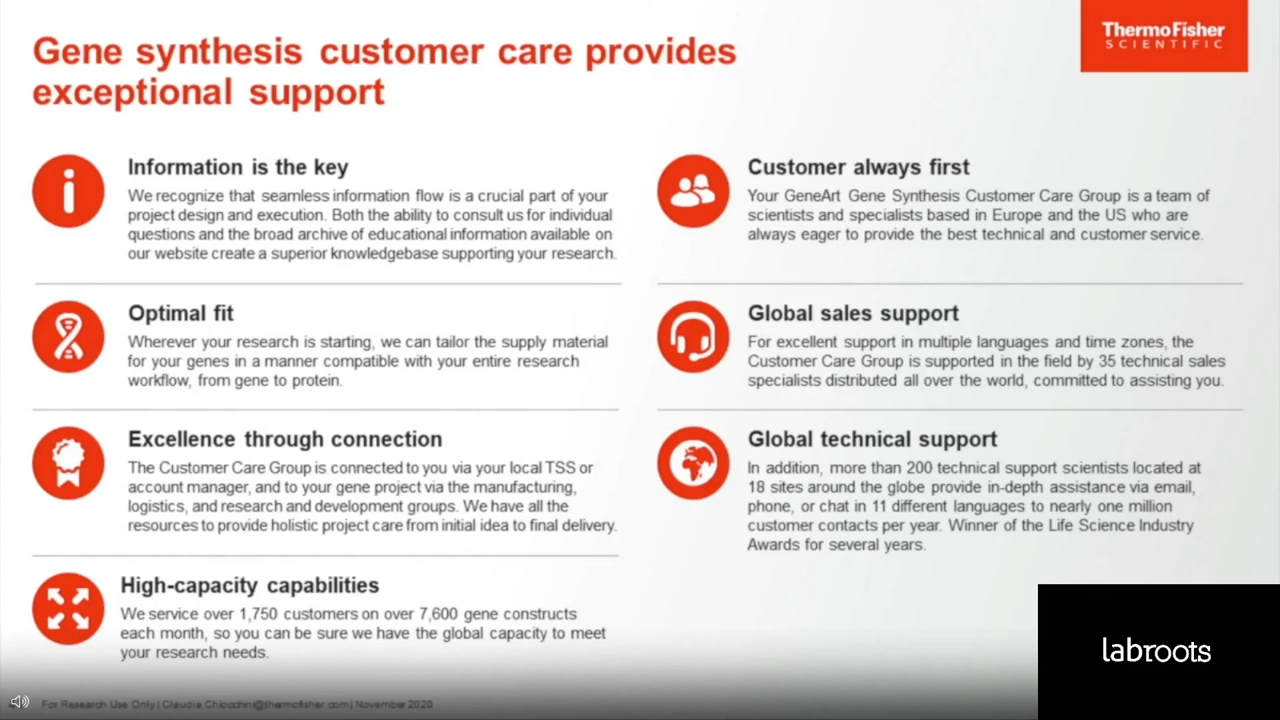 Gene synthesis customer care provides
exceptional support
ThermoFisher
SCIENTIFIC
Information is the key
We recognize that seamless information flow is a crucial part of your
project design and execution. Both the ability to consult us for individual
questions and the broad archive of educational information available on
our website create a superior knowledgebase supporting your research.
Optimal fit
Wherever your research is starting, we can tailor the supply material
for your genes in a manner compatible with your entire research
workflow, from gene to protein.
Excellence through connection
The Customer Care Group is connected to you via your local TSS or
account manager, and to your gene project via the manufacturing,
logistics, and research and development groups. We have all the
resources to provide holistic project care from initial idea to final delivery.
High-capacity capabilities
We service over 1,750 customers on over 7,600 gene constructs
each month, so you can be sure we have the global capacity to meet
your research needs.
Customer always first
Your GeneArt Gene Synthesis Customer Care Group is a team of
scientists and specialists based in Europe and the US who are
always eager to provide the best technical and customer service.
Global sales support
For excellent support in multiple languages and time zones, the
Customer Care Group is supported in the field by 35 technical sales
specialists distributed all over the world, committed to assisting you.
Global technical support
In addition, more than 200 technical support scientists located at
18 sites around the globe provide in-depth assistance via email,
phone, or chat in 11 different languages to nearly one million
customer contacts per year. Winner of the Life Science Industry
Awards for several years.
labroots
For Research Use Only | Claudia.Chiocchini@thermofisher.com | November 2020